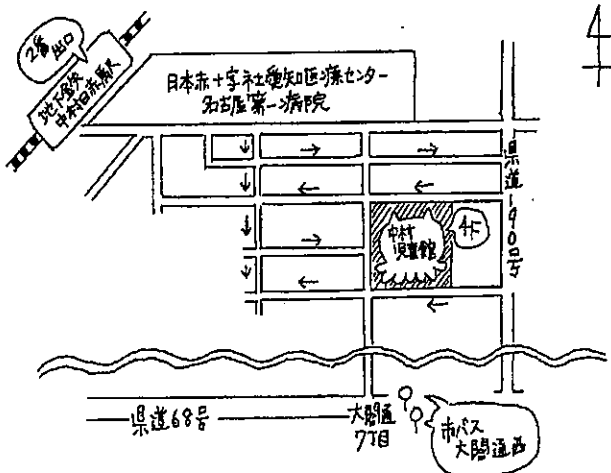 2番
出口
地下鉄
中村日赤駅
日本赤十字社愛知医療センター
名古屋第一病院
県道190号
中村
児童館
4F
県道68号
大閤通
7丁目
市バス
大閤通西